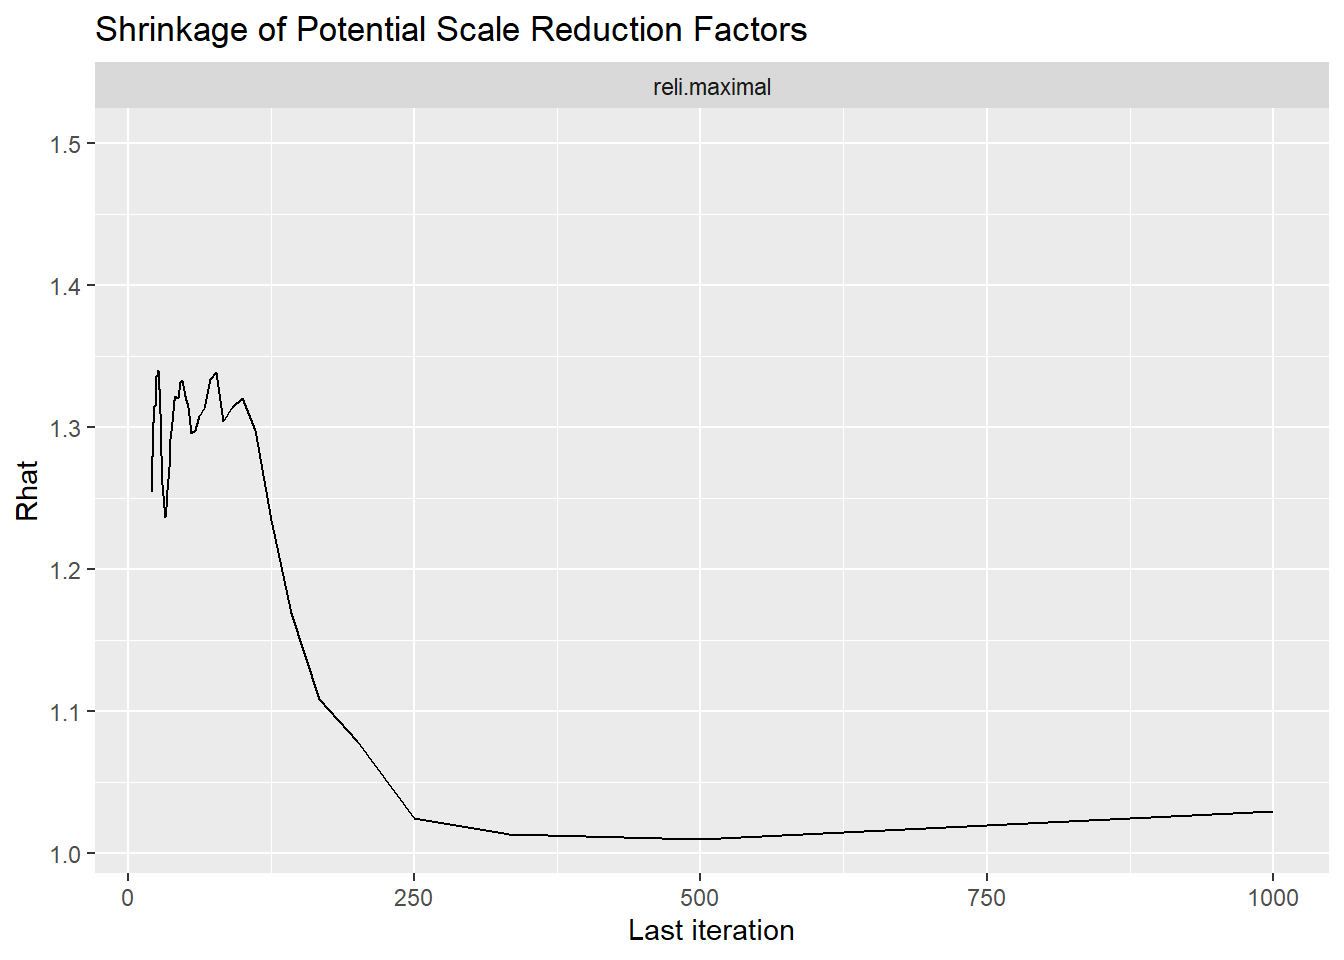 Shrinkage of Potential Scale Reduction Factors
reli.maximal
1.5
1.4
1.3
1.2
1.1
1.0
Rhat
0 250 500 750 1000
Last iteration